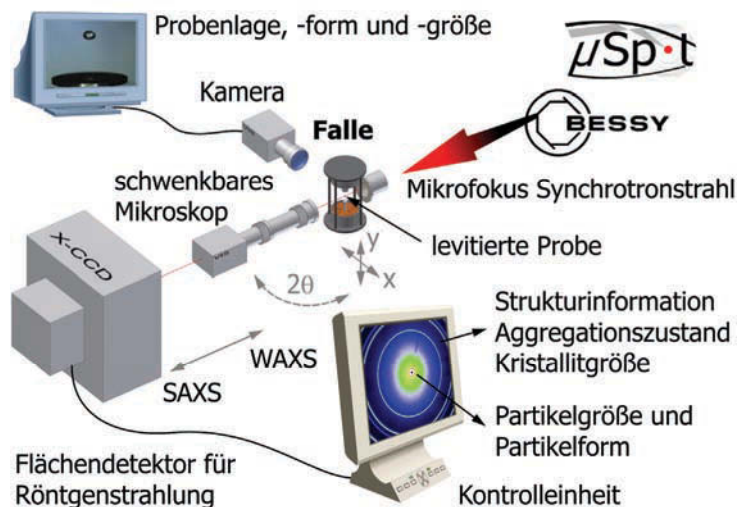 Probenlage, -form und -größe
µSpot
Kamera
Falle
BESSY
schwenkbares
Mikroskop
Mikrofokus Synchrotronstrahl
levitierte Probe
X-CCD
y
x
2θ
Strukturinformation
Aggregationszustand
Kristallitgröße
WAXS
SAXS
Partikelgröße und
Partikelform
Flächendetektor für
Röntgenstrahlung
Kontrolleinheit